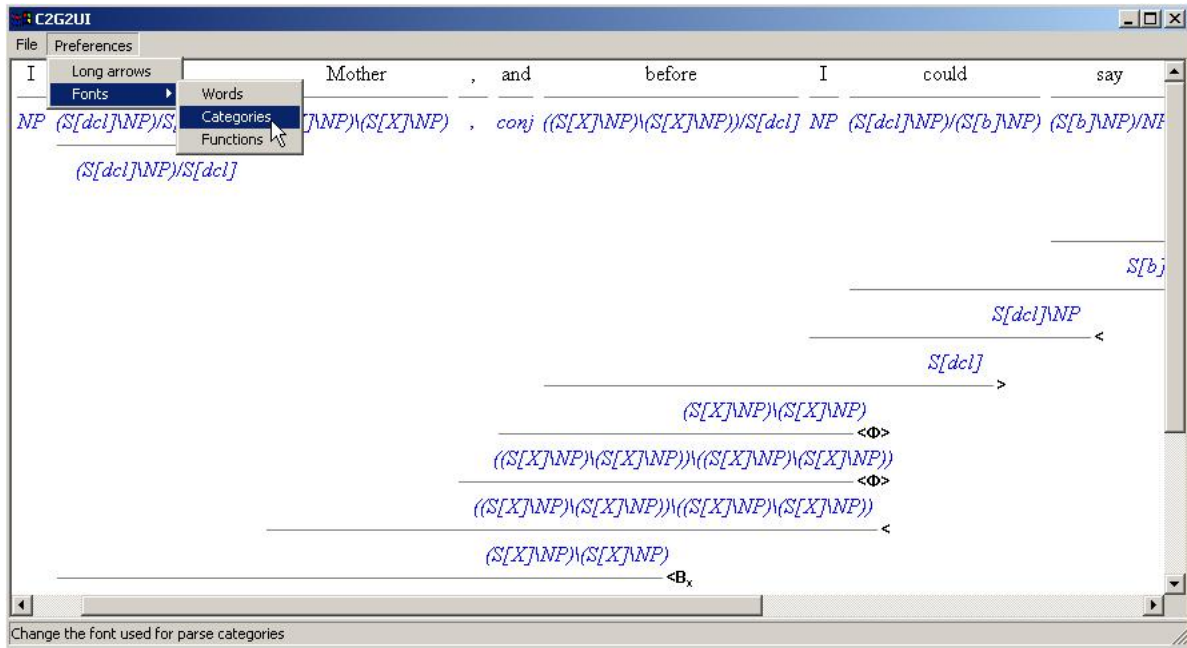 C2G2UI
File Preferences
Long arrows
Fonts
Words
Categories
Functions
I Mother , and before I could say
NP (S[dcl]\NP)/S[ ]\NP)\(S[X]\NP) , conj ((S[X]\NP)\(S[X]\NP))/S[dcl] NP (S[dcl]\NP)/(S[b]\NP) (S[b]\NP)/NP
(S[dcl]\NP)/S[dcl]
S[b]
S[dcl]\NP
<
S[dcl]
>
(S[X]\NP)\(S[X]\NP)
<Φ>
((S[X]\NP)\(S[X]\NP))\((S[X]\NP)\(S[X]\NP))
<Φ>
((S[X]\NP)\(S[X]\NP))\((S[X]\NP)\(S[X]\NP))
<
(S[X]\NP)\(S[X]\NP)
<Bx
Change the font used for parse categories